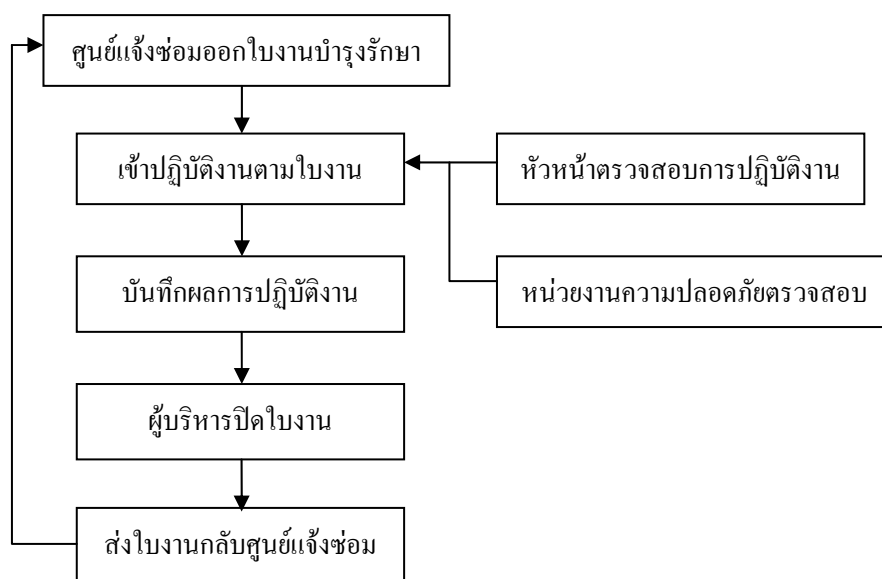 ศูนย์แจ้งซ่อมออกใบงานบำรุงรักษา
เข้าปฏิบัติงานตามใบงาน
หัวหน้าตรวจสอบการปฏิบัติงาน
บันทึกผลการปฏิบัติงาน
หน่วยงานความปลอดภัยตรวจสอบ
ผู้บริหารปิดใบงาน
ส่งใบงานกลับศูนย์แจ้งซ่อม